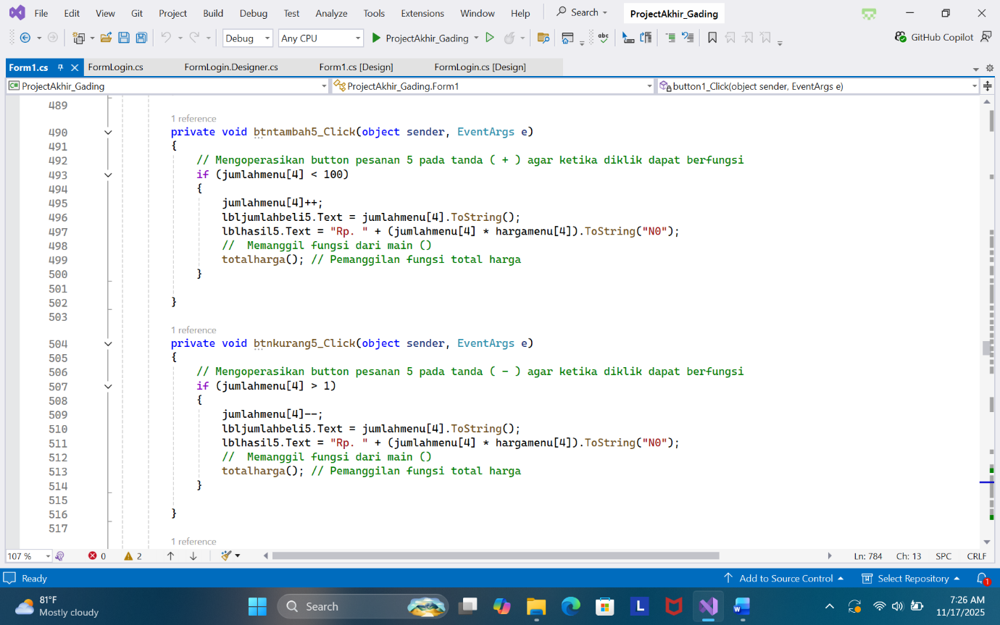 File Edit View Git Project Build Debug Test Analyze Tools Extensions Window Help Search ProjectAkhir_Gading
Debug Any CPU ProjectAkhir_Gading abc GitHub Copilot
Form1.cs FormLogin.cs FormLogin.Designer.cs Form1.cs [Design] FormLogin.cs [Design]
C# ProjectAkhir_Gading ProjectAkhir_Gading.Form1 button1_Click(object sender, EventArgs e)
489
1 reference
490 private void btntambah5_Click(object sender, EventArgs e)
491 {
492 // Mengoperasikan button pesanan 5 pada tanda ( + ) agar ketika diklik dapat berfungsi
493 if (jumlahmenu[4] < 100)
494 {
495 jumlahmenu[4]++;
496 lbljumlahbeli5.Text = jumlahmenu[4].ToString();
497 lblhasil5.Text = "Rp. " + (jumlahmenu[4] * hargamenu[4]).ToString("N0");
498 //  Memanggil fungsi dari main ()
499 totalharga(); // Pemanggilan fungsi total harga
500 }
501
502 }
503
1 reference
504 private void btnkurang5_Click(object sender, EventArgs e)
505 {
506 // Mengoperasikan button pesanan 5 pada tanda ( - ) agar ketika diklik dapat berfungsi
507 if (jumlahmenu[4] > 1)
508 {
509 jumlahmenu[4]--;
510 lbljumlahbeli5.Text = jumlahmenu[4].ToString();
511 lblhasil5.Text = "Rp. " + (jumlahmenu[4] * hargamenu[4]).ToString("N0");
512 //  Memanggil fungsi dari main ()
513 totalharga(); // Pemanggilan fungsi total harga
514 }
515
516 }
517
1 reference
107 % 0 2 Ln: 784 Ch: 13 SPC CRLF
Ready Add to Source Control Select Repository 1
81°F
Mostly cloudy
Search
L
W
7:26 AM
11/17/2025